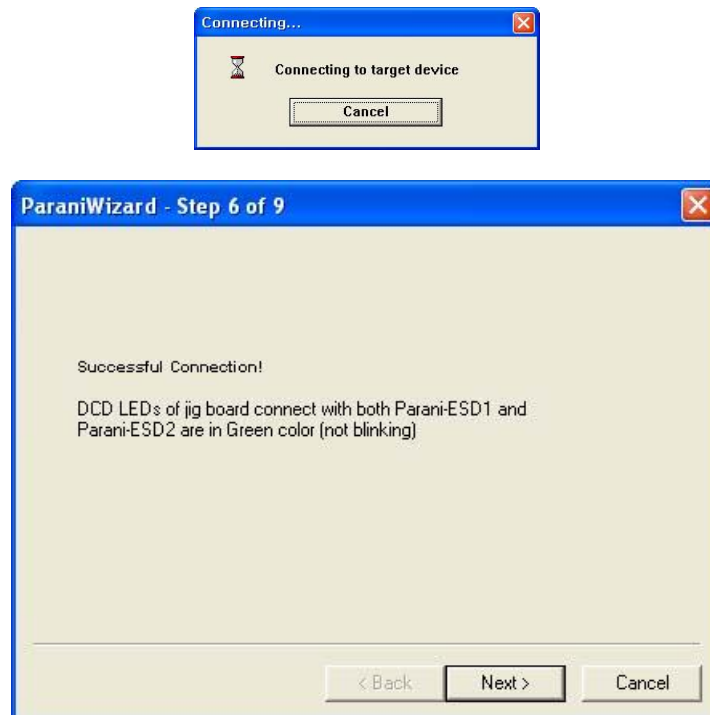 Connecting...
Connecting to target device
Cancel
ParaniWizard - Step 6 of 9
Successful Connection!
DCD LEDs of jig board connect with both Parani-ESD1 and
Parani-ESD2 are in Green color (not blinking)
< Back Next > Cancel